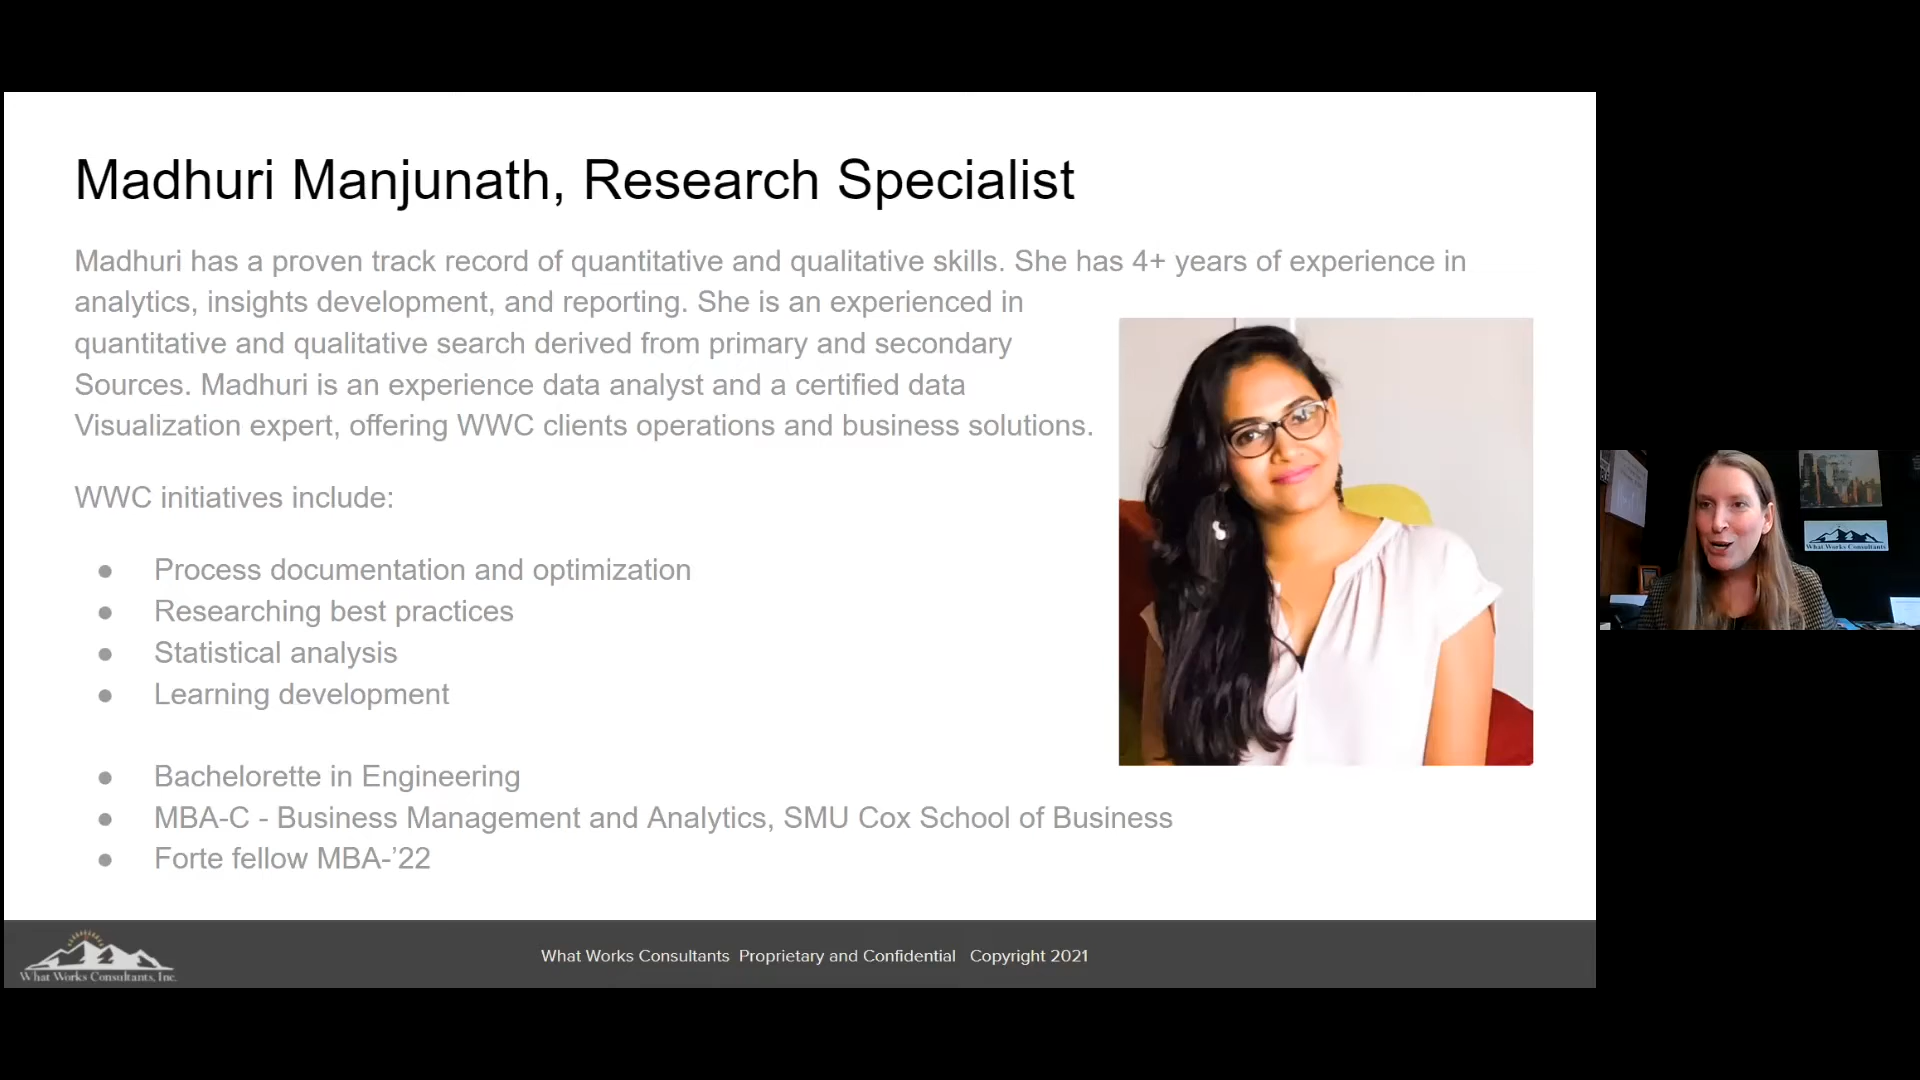 Madhuri Manjunath, Research Specialist
Madhuri has a proven track record of quantitative and qualitative skills. She has 4+ years of experience in
analytics, insights development, and reporting. She is an experienced in
quantitative and qualitative search derived from primary and secondary
Sources. Madhuri is an experience data analyst and a certified data
Visualization expert, offering WWC clients operations and business solutions.
WWC initiatives include:
● Process documentation and optimization
● Researching best practices
● Statistical analysis
● Learning development
● Bachelorette in Engineering
● MBA-C - Business Management and Analytics, SMU Cox School of Business
● Forte fellow MBA-’22
What Works Consultants
What Works Consultants, Inc.
What Works Consultants Proprietary and Confidential Copyright 2021